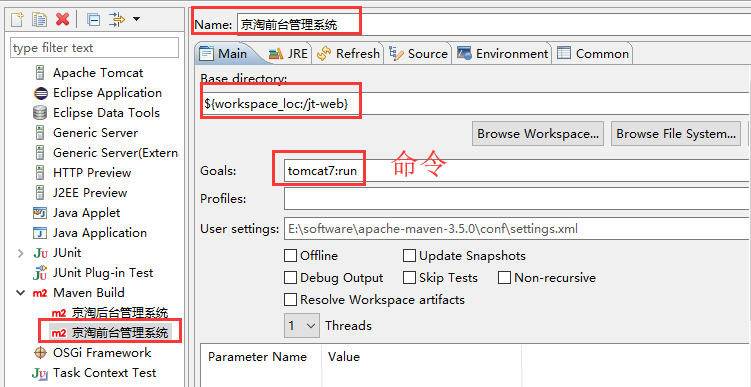 type filter text
Apache Tomcat
Eclipse Application
Eclipse Data Tools
Generic Server
Generic Server(Extern
HTTP Preview
J2EE Preview
Java Applet
Java Application
JUnit
JUnit Plug-in Test
Maven Build
京淘后台管理系统
京淘前台管理系统
OSGi Framework
Task Context Test
Name: 京淘前台管理系统
Main JRE Refresh Source Environment Common
Base directory:
${workspace_loc:/jt-web}
Browse Workspace... Browse File System...
Goals: tomcat7:run 命令
Profiles:
User settings: E:\software\apache-maven-3.5.0\conf\settings.xml
Offline Update Snapshots
Debug Output Skip Tests Non-recursive
Resolve Workspace artifacts
1 Threads
Parameter Name Value